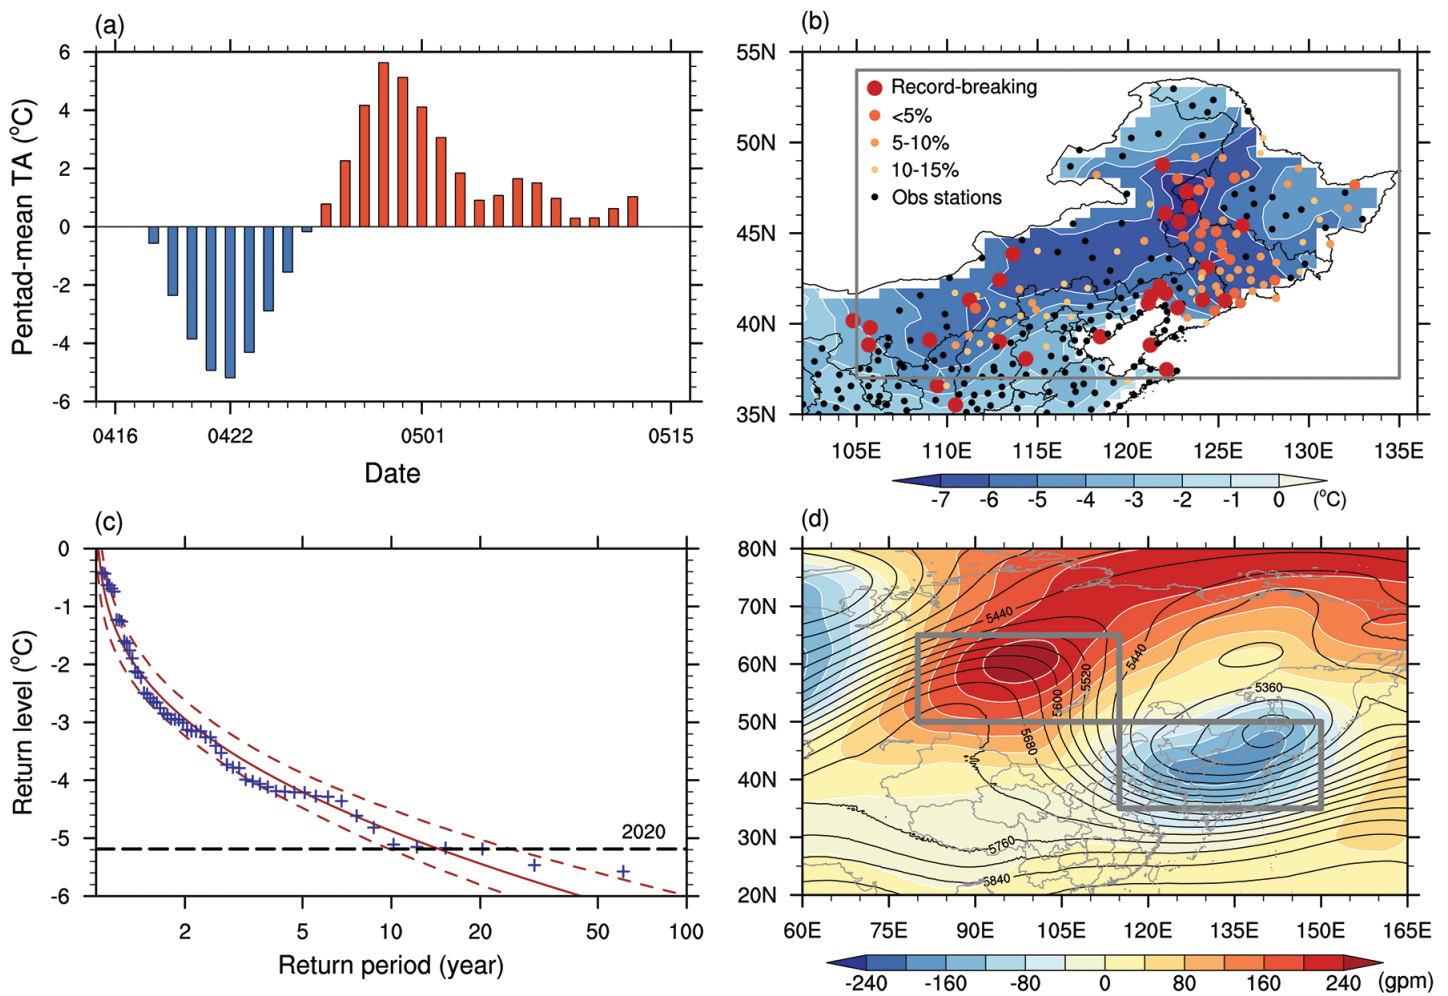 (a)
Pentad-mean TA (°C)
6
4
2
0
-2
-4
-6
0416
0422
0501
0515
Date
(b)
55N
50N
45N
40N
35N
Record-breaking
<5%
5-10%
10-15%
Obs stations
105E
110E
115E
120E
125E
130E
135E
-7
-6
-5
-4
-3
-2
-1
0
(°C)
(c)
Return level (°C)
0
-1
-2
-3
-4
-5
-6
2020
2
5
10
20
50
100
Return period (year)
(d)
80N
70N
60N
50N
40N
30N
20N
5440
5440
5520
5600
5680
5360
5760
5840
60E
75E
90E
105E
120E
135E
150E
165E
-240
-160
-80
0
80
160
240
(gpm)